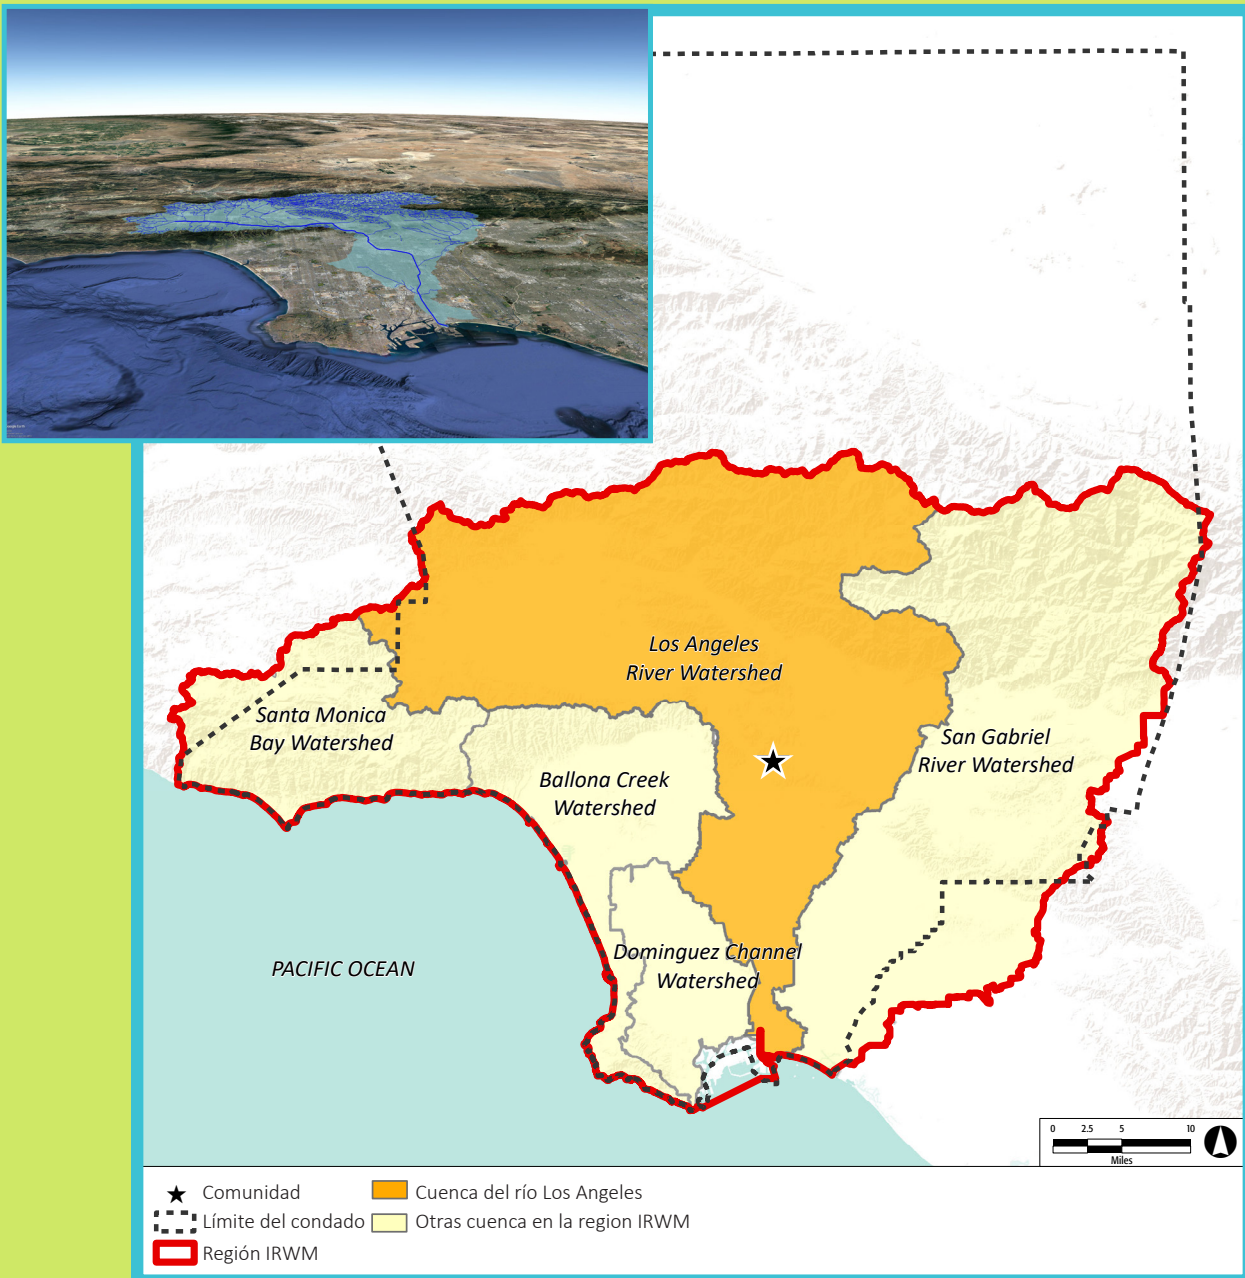 Los Angeles
River Watershed
Santa Monica
Bay Watershed
San Gabriel
River Watershed
Ballona Creek
Watershed
Dominguez Channel
Watershed
PACIFIC OCEAN
0 2.5 5 10
Miles
Comunidad
Cuenca del río Los Angeles
Límite del condado
Otras cuenca en la region IRWM
Región IRWM